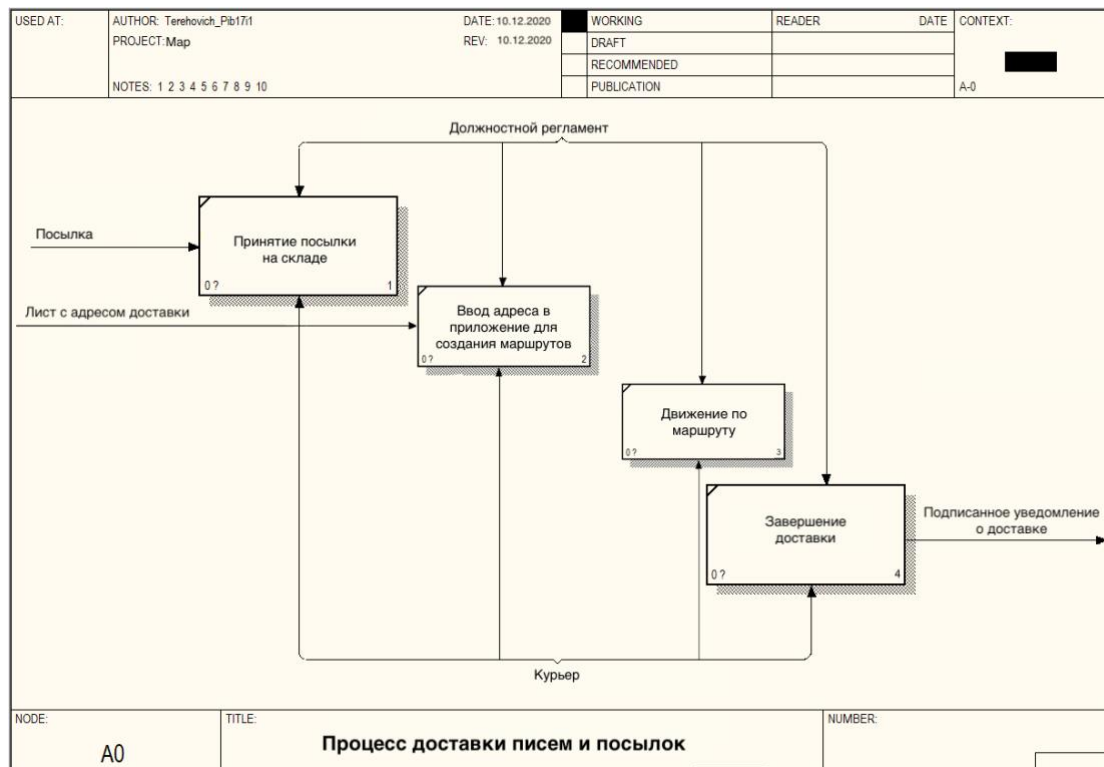 USED AT:
AUTHOR: Terehovich_Pib17i1
DATE: 10.12.2020
PROJECT: Map
REV: 10.12.2020
NOTES: 1 2 3 4 5 6 7 8 9 10
WORKING
DRAFT
RECOMMENDED
PUBLICATION
READER DATE
CONTEXT:
A-0
Должностной регламент
Посылка
Принятие посылки
на складе
0 ? 1
Лист с адресом доставки
Ввод адреса в
приложение для
создания маршрутов
0 ? 2
Движение по
маршруту
0 ? 3
Завершение
доставки
0 ? 4
Подписанное уведомление
о доставке
Курьер
NODE:
A0
TITLE:
Процесс доставки писем и посылок
NUMBER: